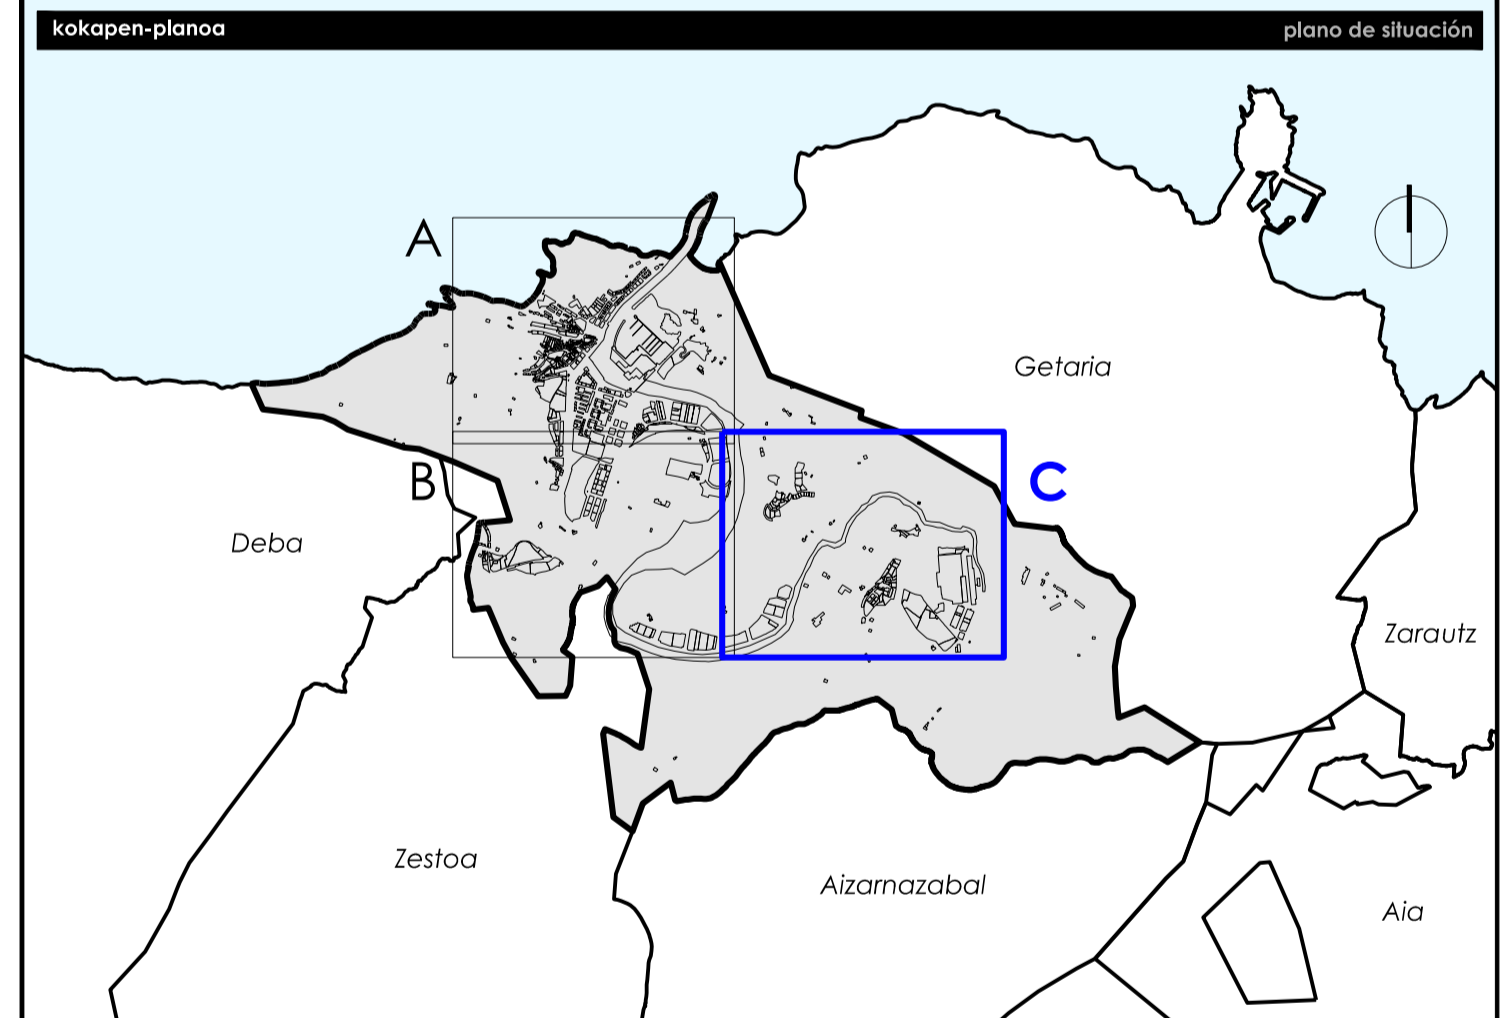 kokapen-planoa
plano de situación
A
Getaria
B
C
Deba
Zarautz
Zestoa
Aizarnazabal
Aia